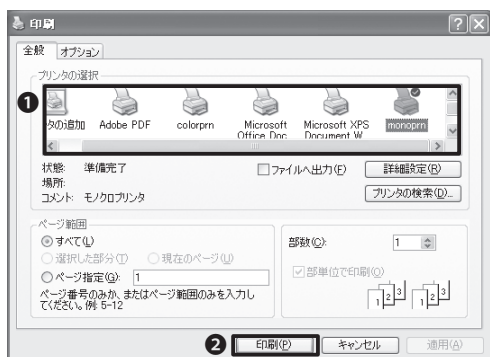 印刷
全般 オプション
プリンタの選択
❶
タの追加 Adobe PDF colorprn Microsoft Office Doc Microsoft XPS Document W monoprn
状態: 準備完了
場所:
コメント: モノクロプリンタ
ファイルへ出力(F)
詳細設定(R)
プリンタの検索(D)...
ページ範囲
すべて(L)
選択した部分(T) 現在のページ(U)
ページ指定(G): 1
ページ番号のみか、またはページ範囲のみを入力し
てください。例: 5-12
部数(C): 1
部単位で印刷(O)
1 2 3 1 2 3
❷ 印刷(P) キャンセル 適用(A)